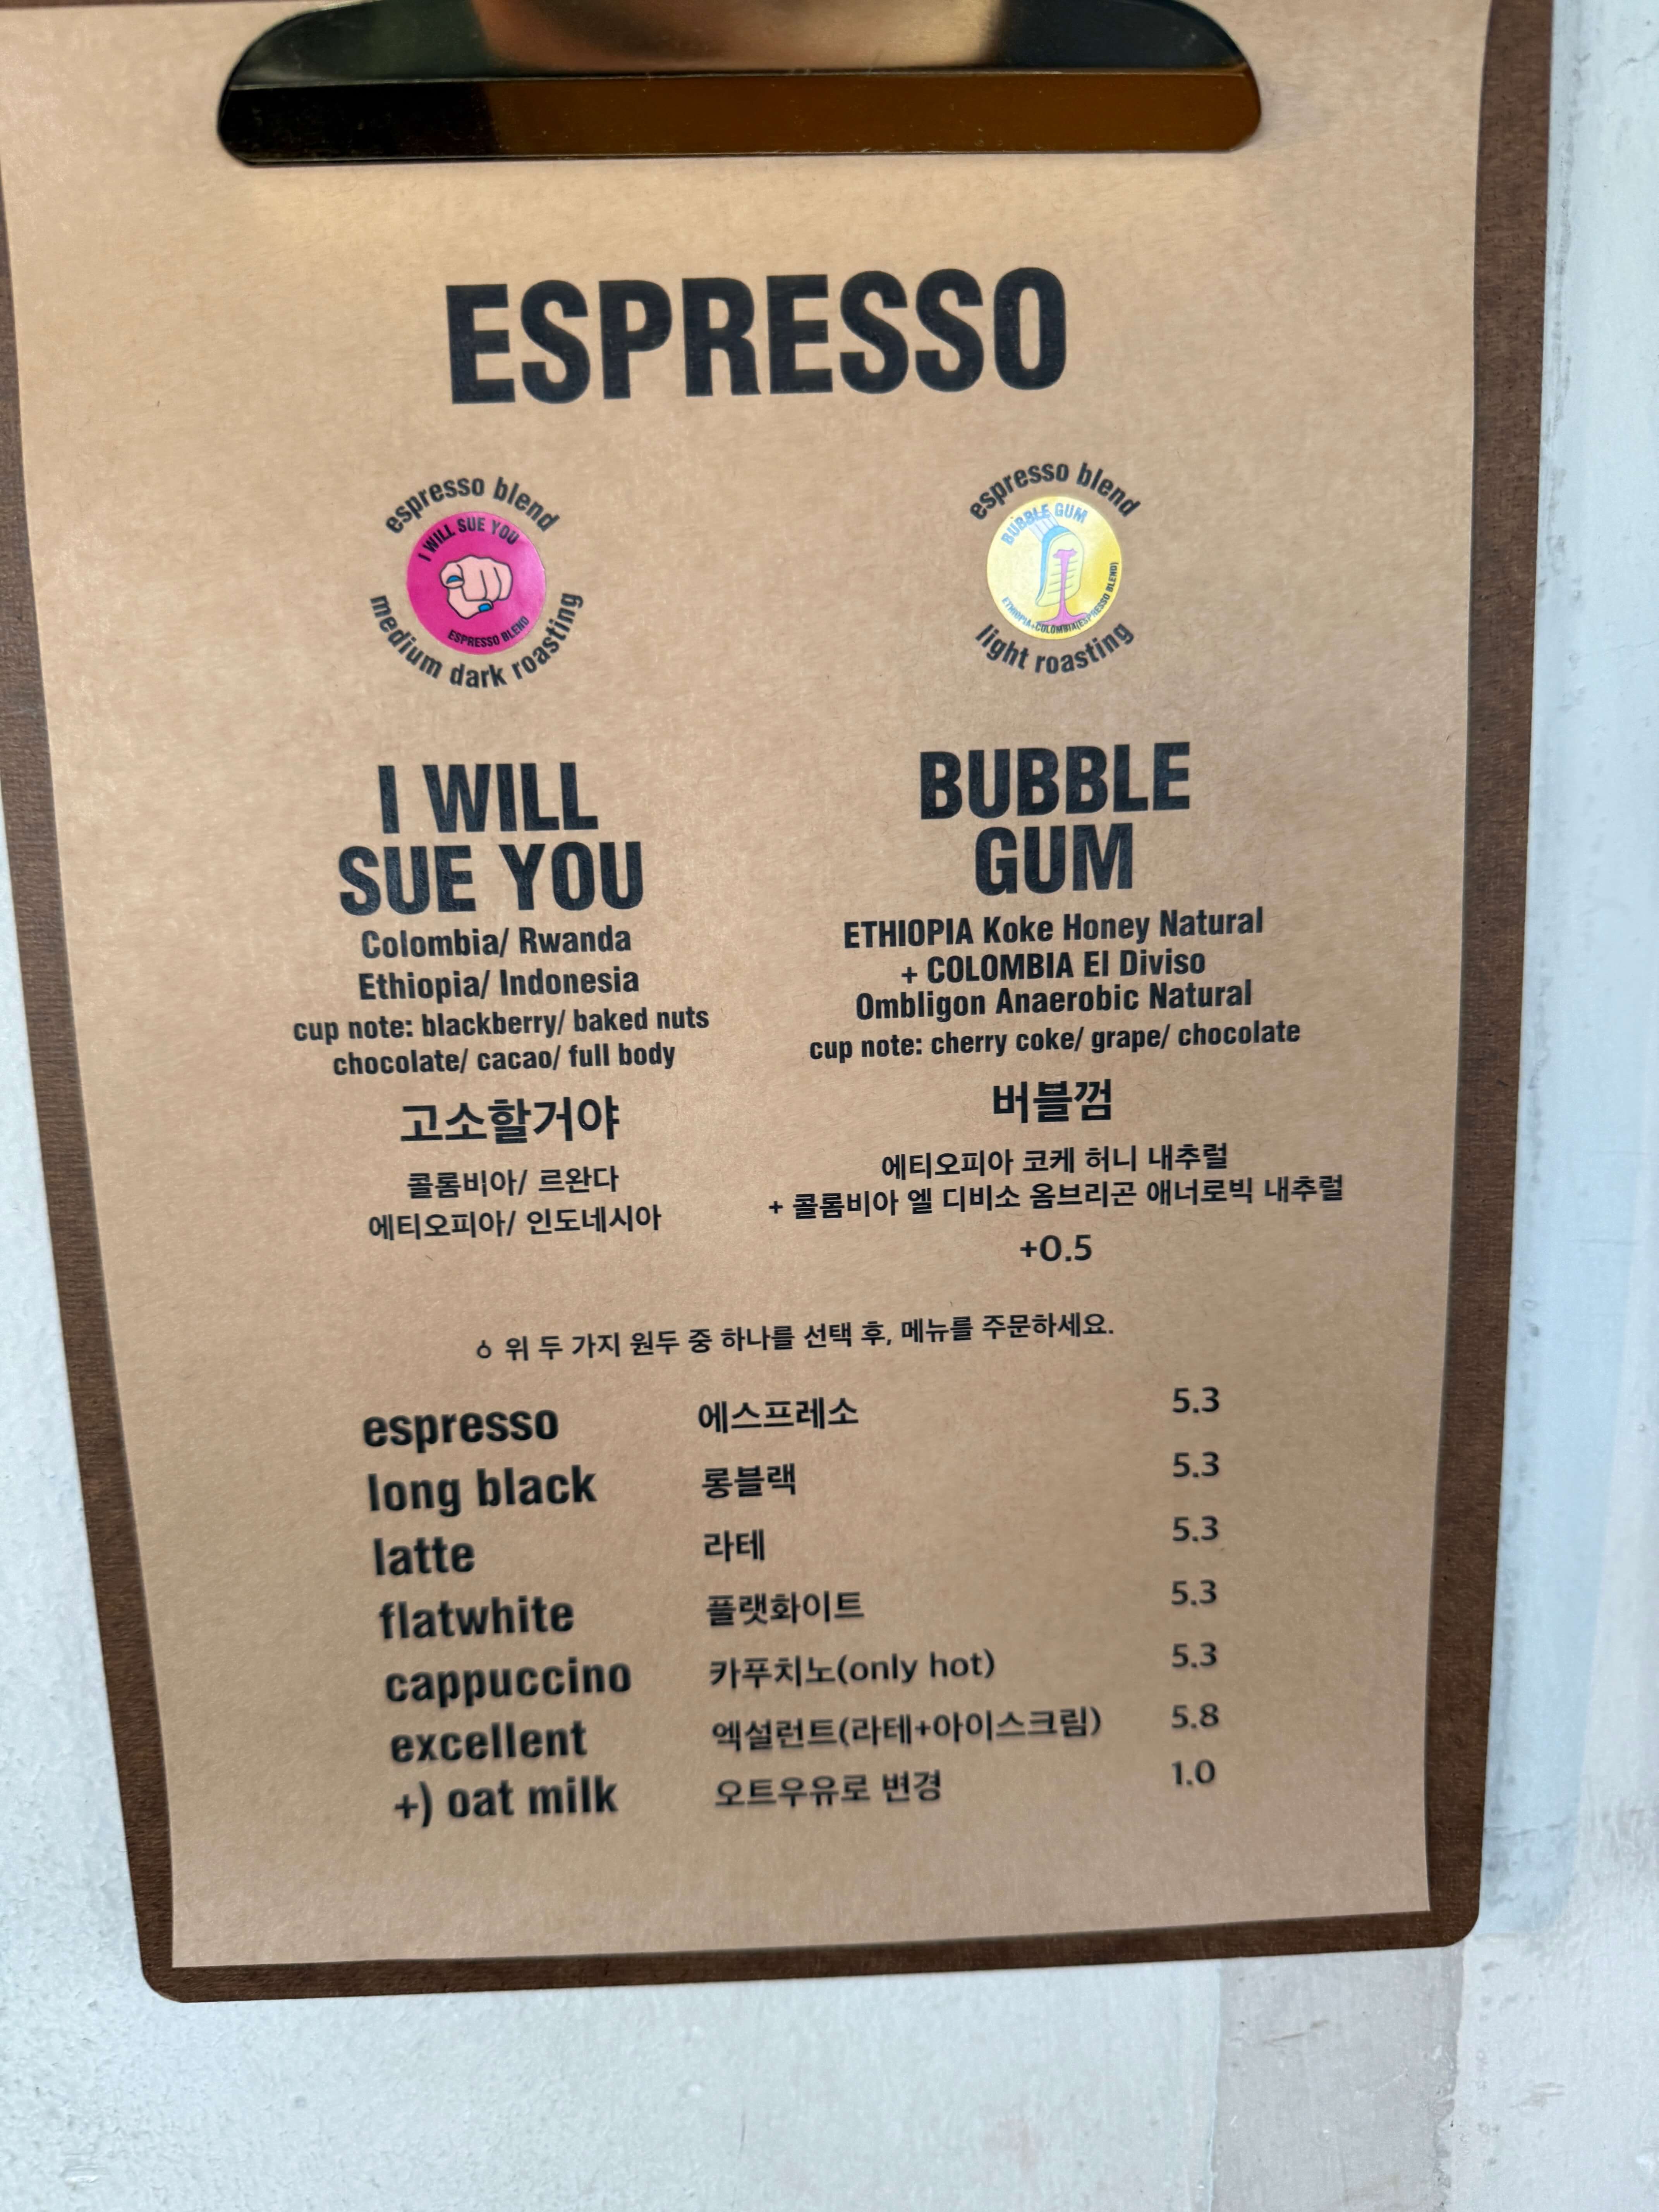 ESPRESSO
espresso blend
I WILL SUE YOU
ESPRESSO BLEND
medium dark roasting
espresso blend
BUBBLE GUM
ETHIOPIA+COLOMBIA(ESPRESSO BLEND)
light roasting
I WILL
SUE YOU
Colombia/ Rwanda
Ethiopia/ Indonesia
cup note: blackberry/ baked nuts
chocolate/ cacao/ full body
고소할거야
콜롬비아/ 르완다
에티오피아/ 인도네시아
BUBBLE
GUM
ETHIOPIA Koke Honey Natural
+ COLOMBIA El Diviso
Ombligon Anaerobic Natural
cup note: cherry coke/ grape/ chocolate
버블껌
에티오피아 코케 허니 내추럴
+ 콜롬비아 엘 디비소 옴브리곤 애너로빅 내추럴
+0.5
위 두 가지 원두 중 하나를 선택 후, 메뉴를 주문하세요.
espresso 에스프레소 5.3
long black 롱블랙 5.3
latte 라테 5.3
flatwhite 플랫화이트 5.3
cappuccino 카푸치노(only hot) 5.3
excellent 엑설런트(라테+아이스크림) 5.8
+) oat milk 오트우유로 변경 1.0